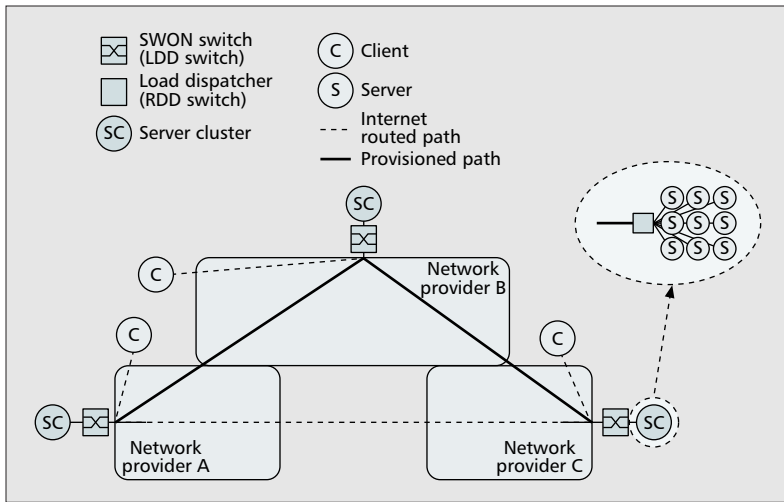 SWON switch
(LDD switch)
Load dispatcher
(RDD switch)
SC
Server cluster
C
Client
S
Server
Internet
routed path
Provisioned path
SC
C
Network
provider B
S S S
S S S
S S S
C
C
SC
Network
provider A
Network
provider C
SC